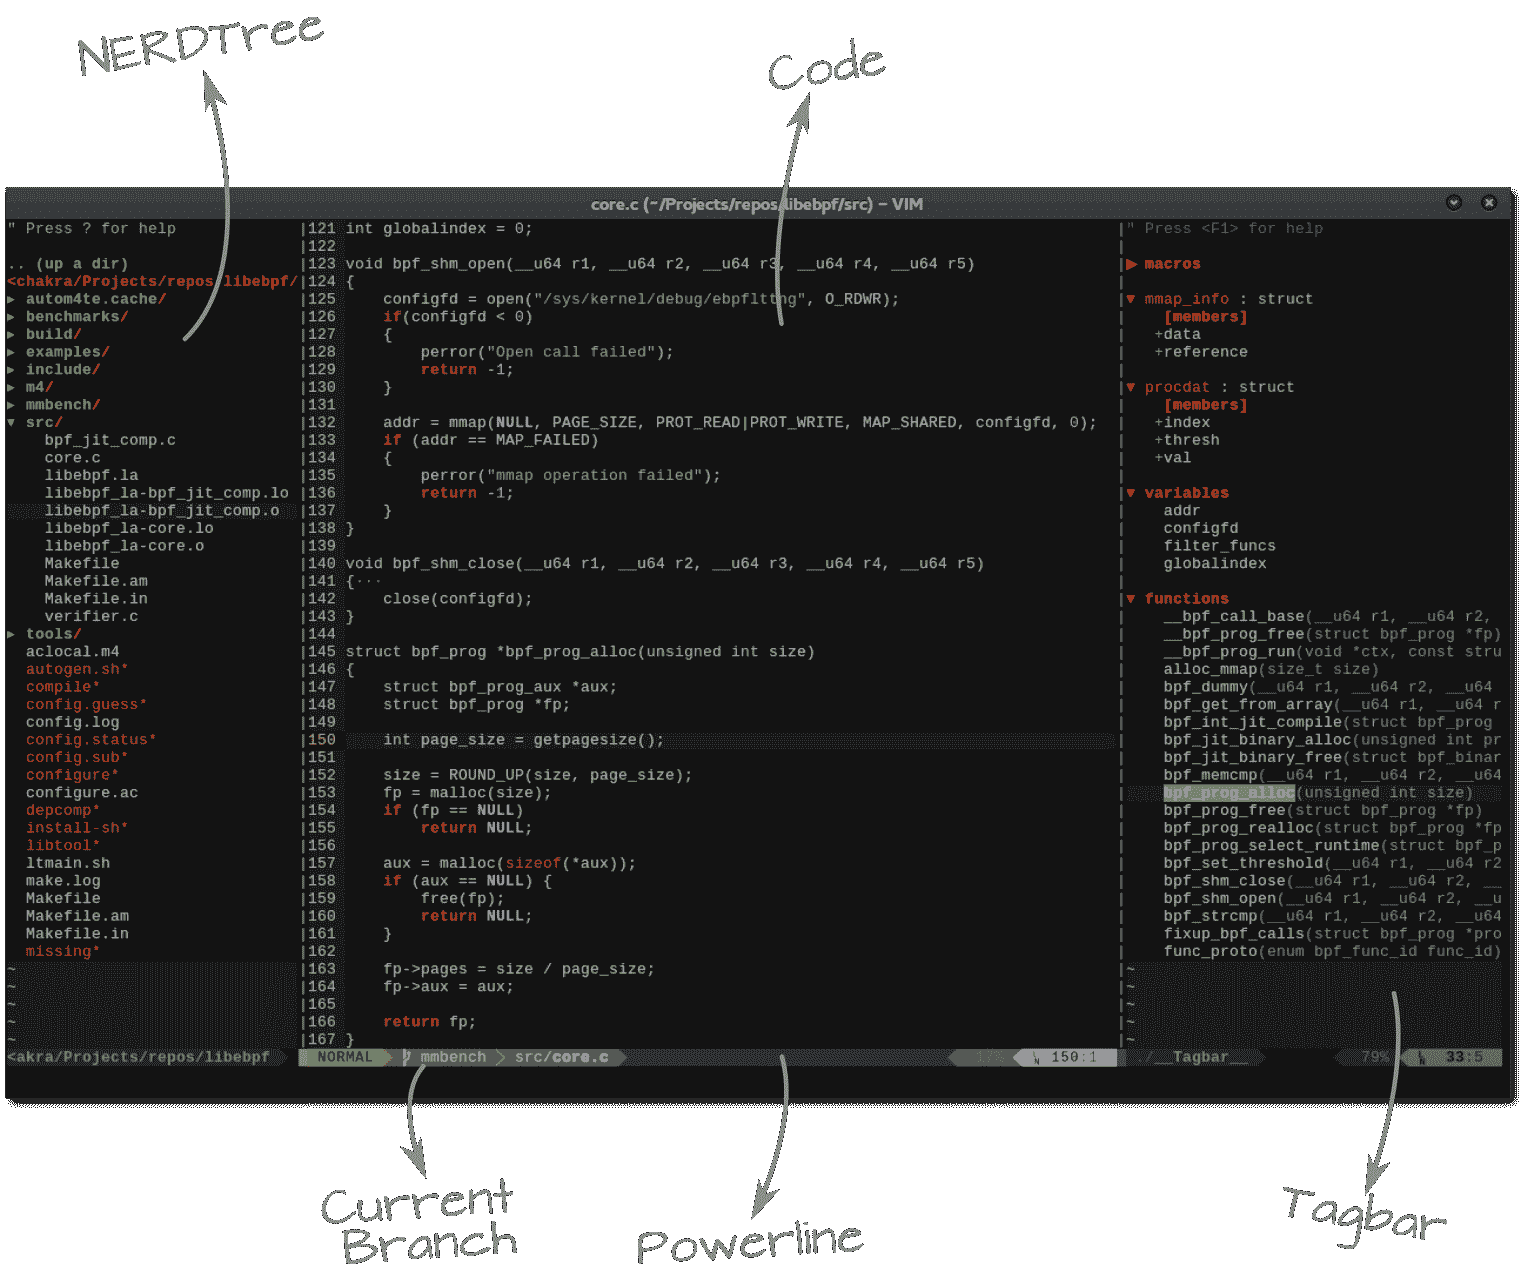 NERDTree
Code
core.c (~/Projects/repos/libebpf/src) – VIM
" Press ? for help
.. (up a dir)
<chakra/Projects/repos/libebpf/
▸ autom4te.cache/
▸ benchmarks/
▸ build/
▸ examples/
▸ include/
▸ m4/
▸ mmbench/
▾ src/
bpf_jit_comp.c
core.c
libebpf.la
libebpf_la-bpf_jit_comp.lo
libebpf_la-bpf_jit_comp.o
libebpf_la-core.lo
libebpf_la-core.o
Makefile
Makefile.am
Makefile.in
verifier.c
▸ tools/
aclocal.m4
autogen.sh*
compile*
config.guess*
config.log
config.status*
config.sub*
configure*
configure.ac
depcomp*
install-sh*
libtool*
ltmain.sh
make.log
Makefile
Makefile.am
Makefile.in
missing*
~
~
~
~
~
<akra/Projects/repos/libebpf
121 int globalindex = 0;
122
123 void bpf_shm_open(__u64 r1, __u64 r2, __u64 r3, __u64 r4, __u64 r5)
124 {
125     configfd = open("/sys/kernel/debug/ebpflttng", O_RDWR);
126     if(configfd < 0)
127     {
128         perror("Open call failed");
129         return -1;
130     }
131
132     addr = mmap(NULL, PAGE_SIZE, PROT_READ|PROT_WRITE, MAP_SHARED, configfd, 0);
133     if (addr == MAP_FAILED)
134     {
135         perror("mmap operation failed");
136         return -1;
137     }
138 }
139
140 void bpf_shm_close(__u64 r1, __u64 r2, __u64 r3, __u64 r4, __u64 r5)
141 {···
142     close(configfd);
143 }
144
145 struct bpf_prog *bpf_prog_alloc(unsigned int size)
146 {
147     struct bpf_prog_aux *aux;
148     struct bpf_prog *fp;
149
150     int page_size = getpagesize();
151
152     size = ROUND_UP(size, page_size);
153     fp = malloc(size);
154     if (fp == NULL)
155         return NULL;
156
157     aux = malloc(sizeof(*aux));
158     if (aux == NULL) {
159         free(fp);
160         return NULL;
161     }
162
163     fp->pages = size / page_size;
164     fp->aux = aux;
165
166     return fp;
167 }
NORMAL mmbench src/core.c 17% 150:1
" Press <F1> for help
▶ macros
▼ mmap_info : struct
[members]
+data
+reference
▼ procdat : struct
[members]
+index
+thresh
+val
▼ variables
addr
configfd
filter_funcs
globalindex
▼ functions
__bpf_call_base(__u64 r1, __u64 r2,
__bpf_prog_free(struct bpf_prog *fp)
__bpf_prog_run(void *ctx, const stru
alloc_mmap(size_t size)
bpf_dummy(__u64 r1, __u64 r2, __u64
bpf_get_from_array(__u64 r1, __u64 r
bpf_int_jit_compile(struct bpf_prog
bpf_jit_binary_alloc(unsigned int pr
bpf_jit_binary_free(struct bpf_binar
bpf_memcmp(__u64 r1, __u64 r2, __u64
bpf_prog_alloc(unsigned int size)
bpf_prog_free(struct bpf_prog *fp)
bpf_prog_realloc(struct bpf_prog *fp
bpf_prog_select_runtime(struct bpf_p
bpf_set_threshold(__u64 r1, __u64 r2
bpf_shm_close(__u64 r1, __u64 r2, __
bpf_shm_open(__u64 r1, __u64 r2, __u
bpf_strcmp(__u64 r1, __u64 r2, __u64
fixup_bpf_calls(struct bpf_prog *pro
func_proto(enum bpf_func_id func_id)
~
~
~
~
~
./__Tagbar__ 79% 33:5
Current
Branch
Powerline
Tagbar